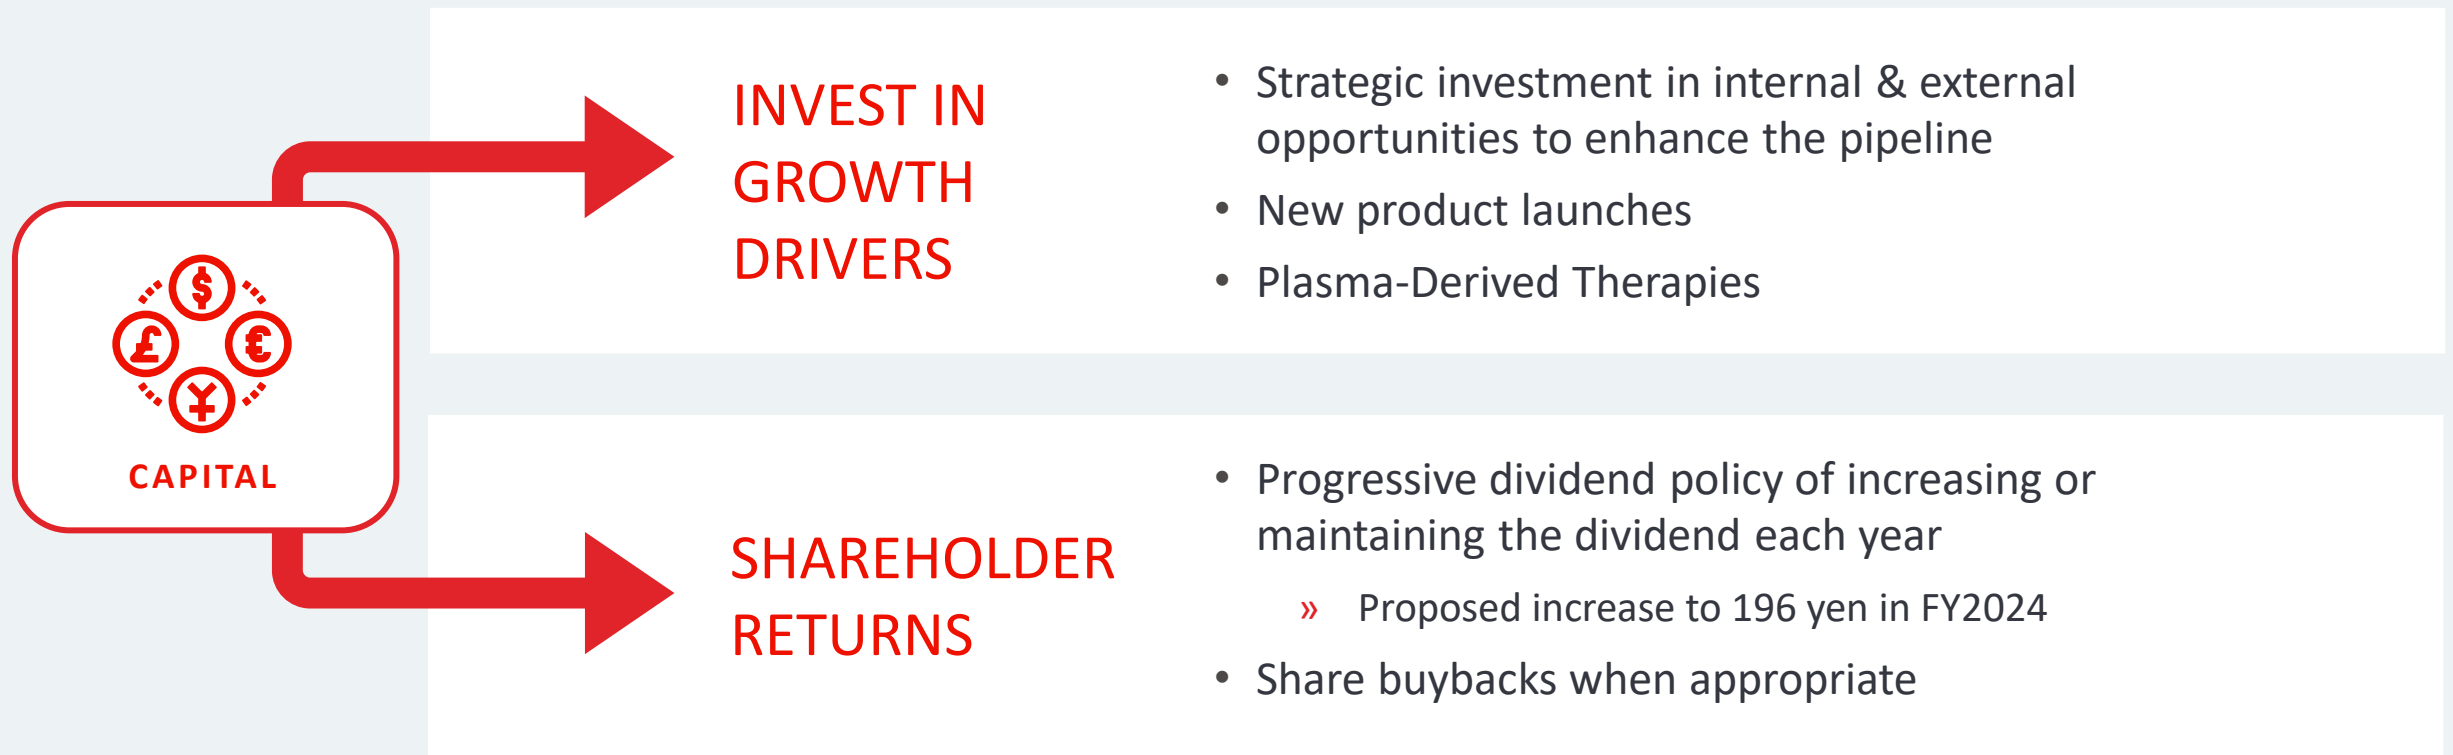 INVEST IN
GROWTH
DRIVERS
• Strategic investment in internal & external
opportunities to enhance the pipeline
• New product launches
• Plasma-Derived Therapies
$
£ €
¥
CAPITAL
SHAREHOLDER
RETURNS
• Progressive dividend policy of increasing or
maintaining the dividend each year
» Proposed increase to 196 yen in FY2024
• Share buybacks when appropriate